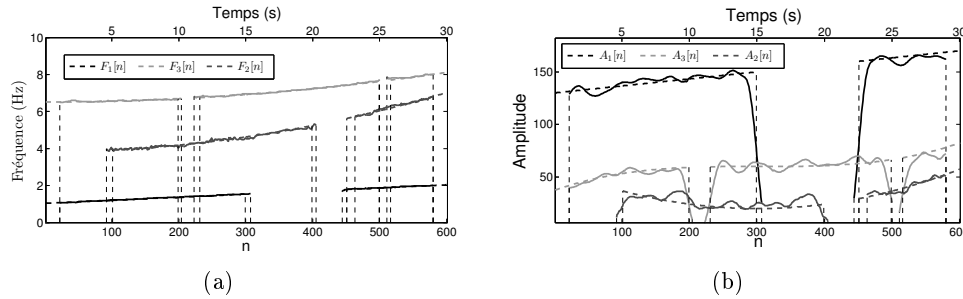 Temps (s)
5 10 15 20 25 30
10
8
6
4
2
0
Fréquence (Hz)
F₁[n] F₃[n] F₂[n]
0 100 200 300 400 500 600
n
(a)
Temps (s)
5 10 15 20 25 30
150
100
50
Amplitude
A₁[n] A₃[n] A₂[n]
100 200 300 400 500 60
n
(b)